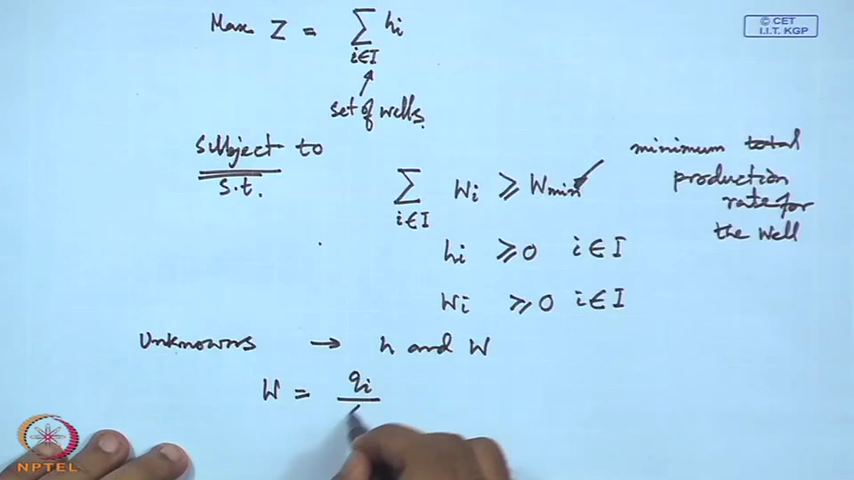 © CET
I.I.T. KGP
Max Z = ∑ hi
i∈I
set of wells.
subject to
s.t.
∑ Wi ≥ Wmin
i∈I
minimum total
production
rate for
the well
hi ≥ 0 i∈I
Wi ≥ 0 i∈I
Unknowns → h and W
W = qi
NPTEL